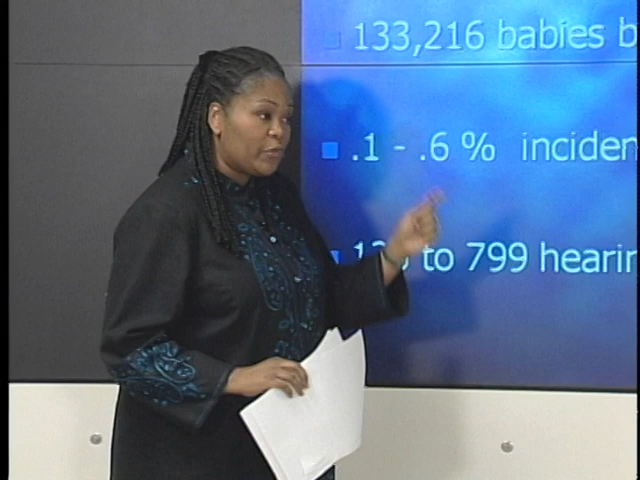 133,216 babies b
.1 - .6 % inciden
to 799 hearin